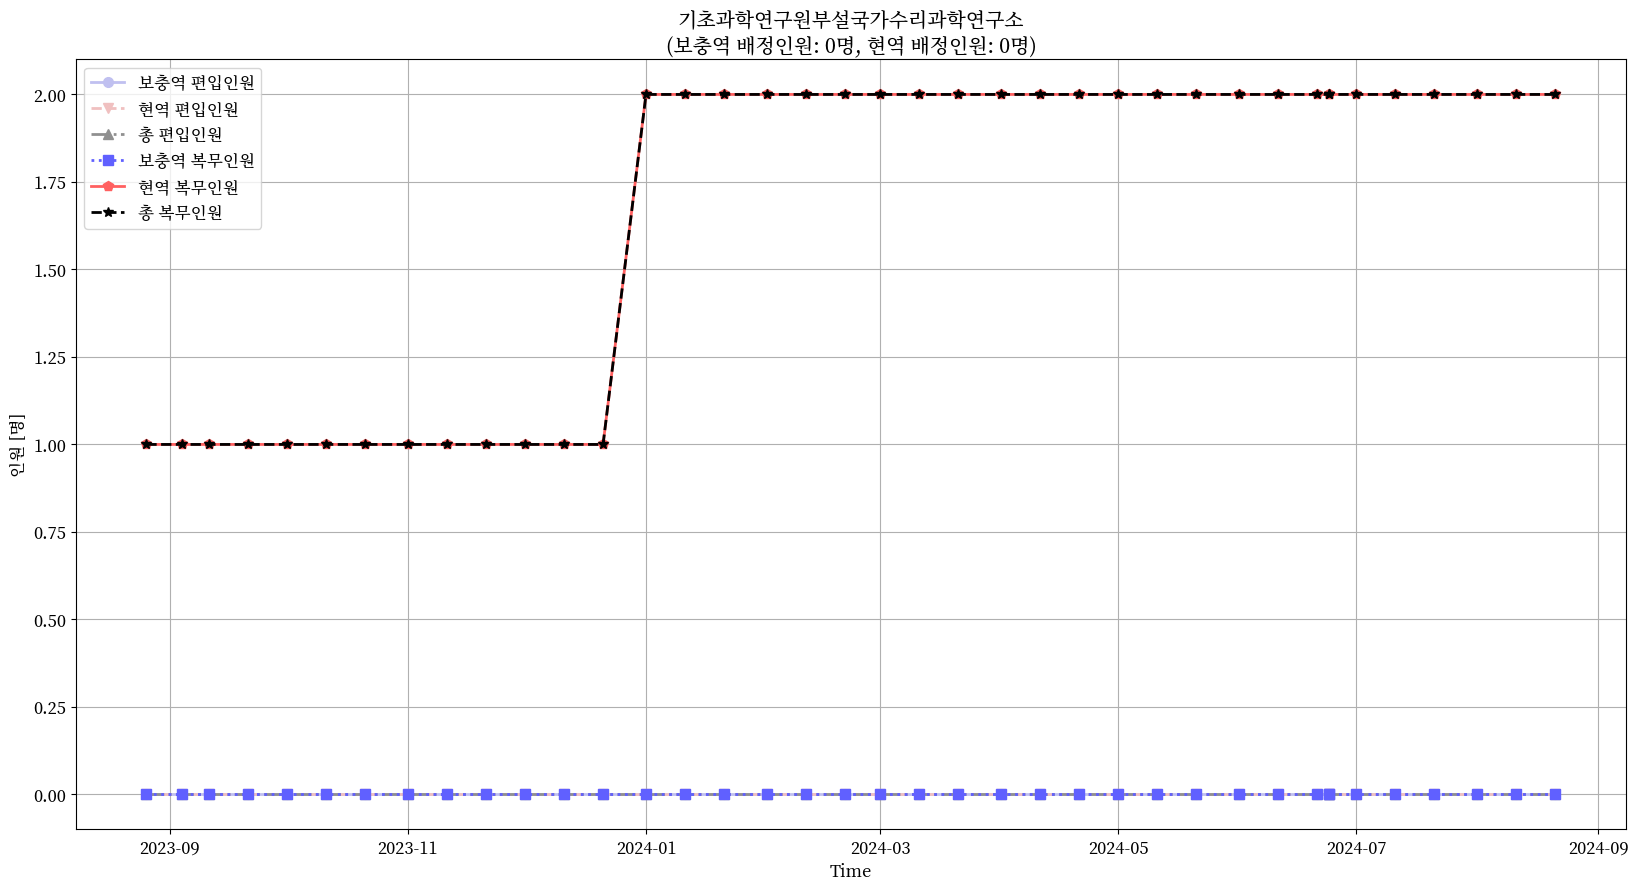 기초과학연구원부설국가수리과학연구소
(보충역 배정인원: 0명, 현역 배정인원: 0명)
보충역 편입인원
현역 편입인원
총 편입인원
보충역 복무인원
현역 복무인원
총 복무인원
2.00
1.75
1.50
1.25
1.00
0.75
0.50
0.25
0.00
인원 [명]
2023-09 2023-11 2024-01 2024-03 2024-05 2024-07 2024-09
Time